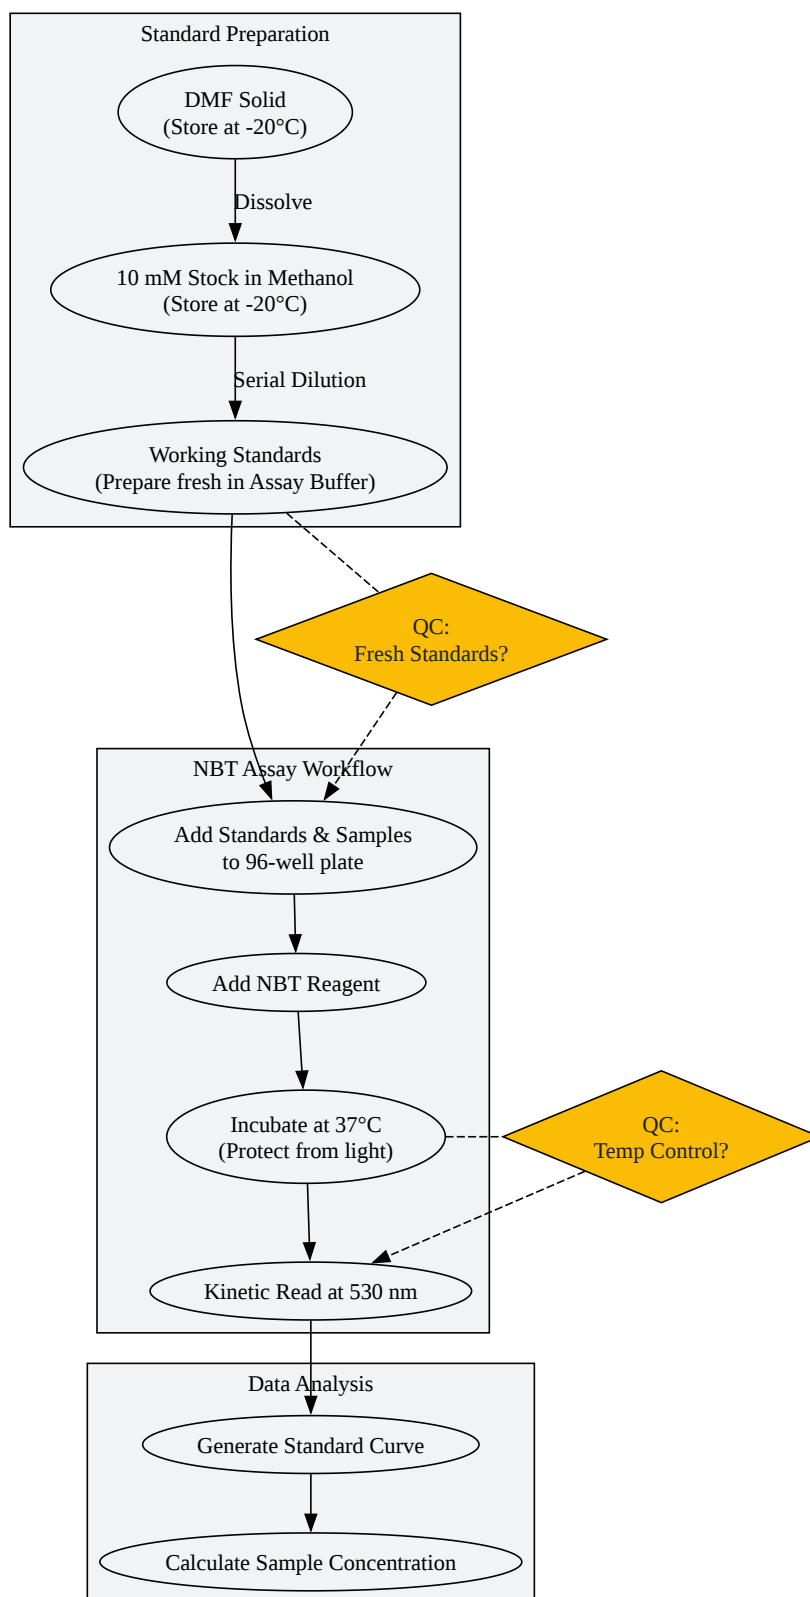 Standard Preparation
DMF Solid
(Store at -20°C)
Dissolve
10 mM Stock in Methanol
(Store at -20°C)
Serial Dilution
Working Standards
(Prepare fresh in Assay Buffer)
QC:
Fresh Standards?
NBT Assay Workflow
Add Standards & Samples
to 96-well plate
Add NBT Reagent
Incubate at 37°C
(Protect from light)
QC:
Temp Control?
Kinetic Read at 530 nm
Data Analysis
Generate Standard Curve
Calculate Sample Concentration